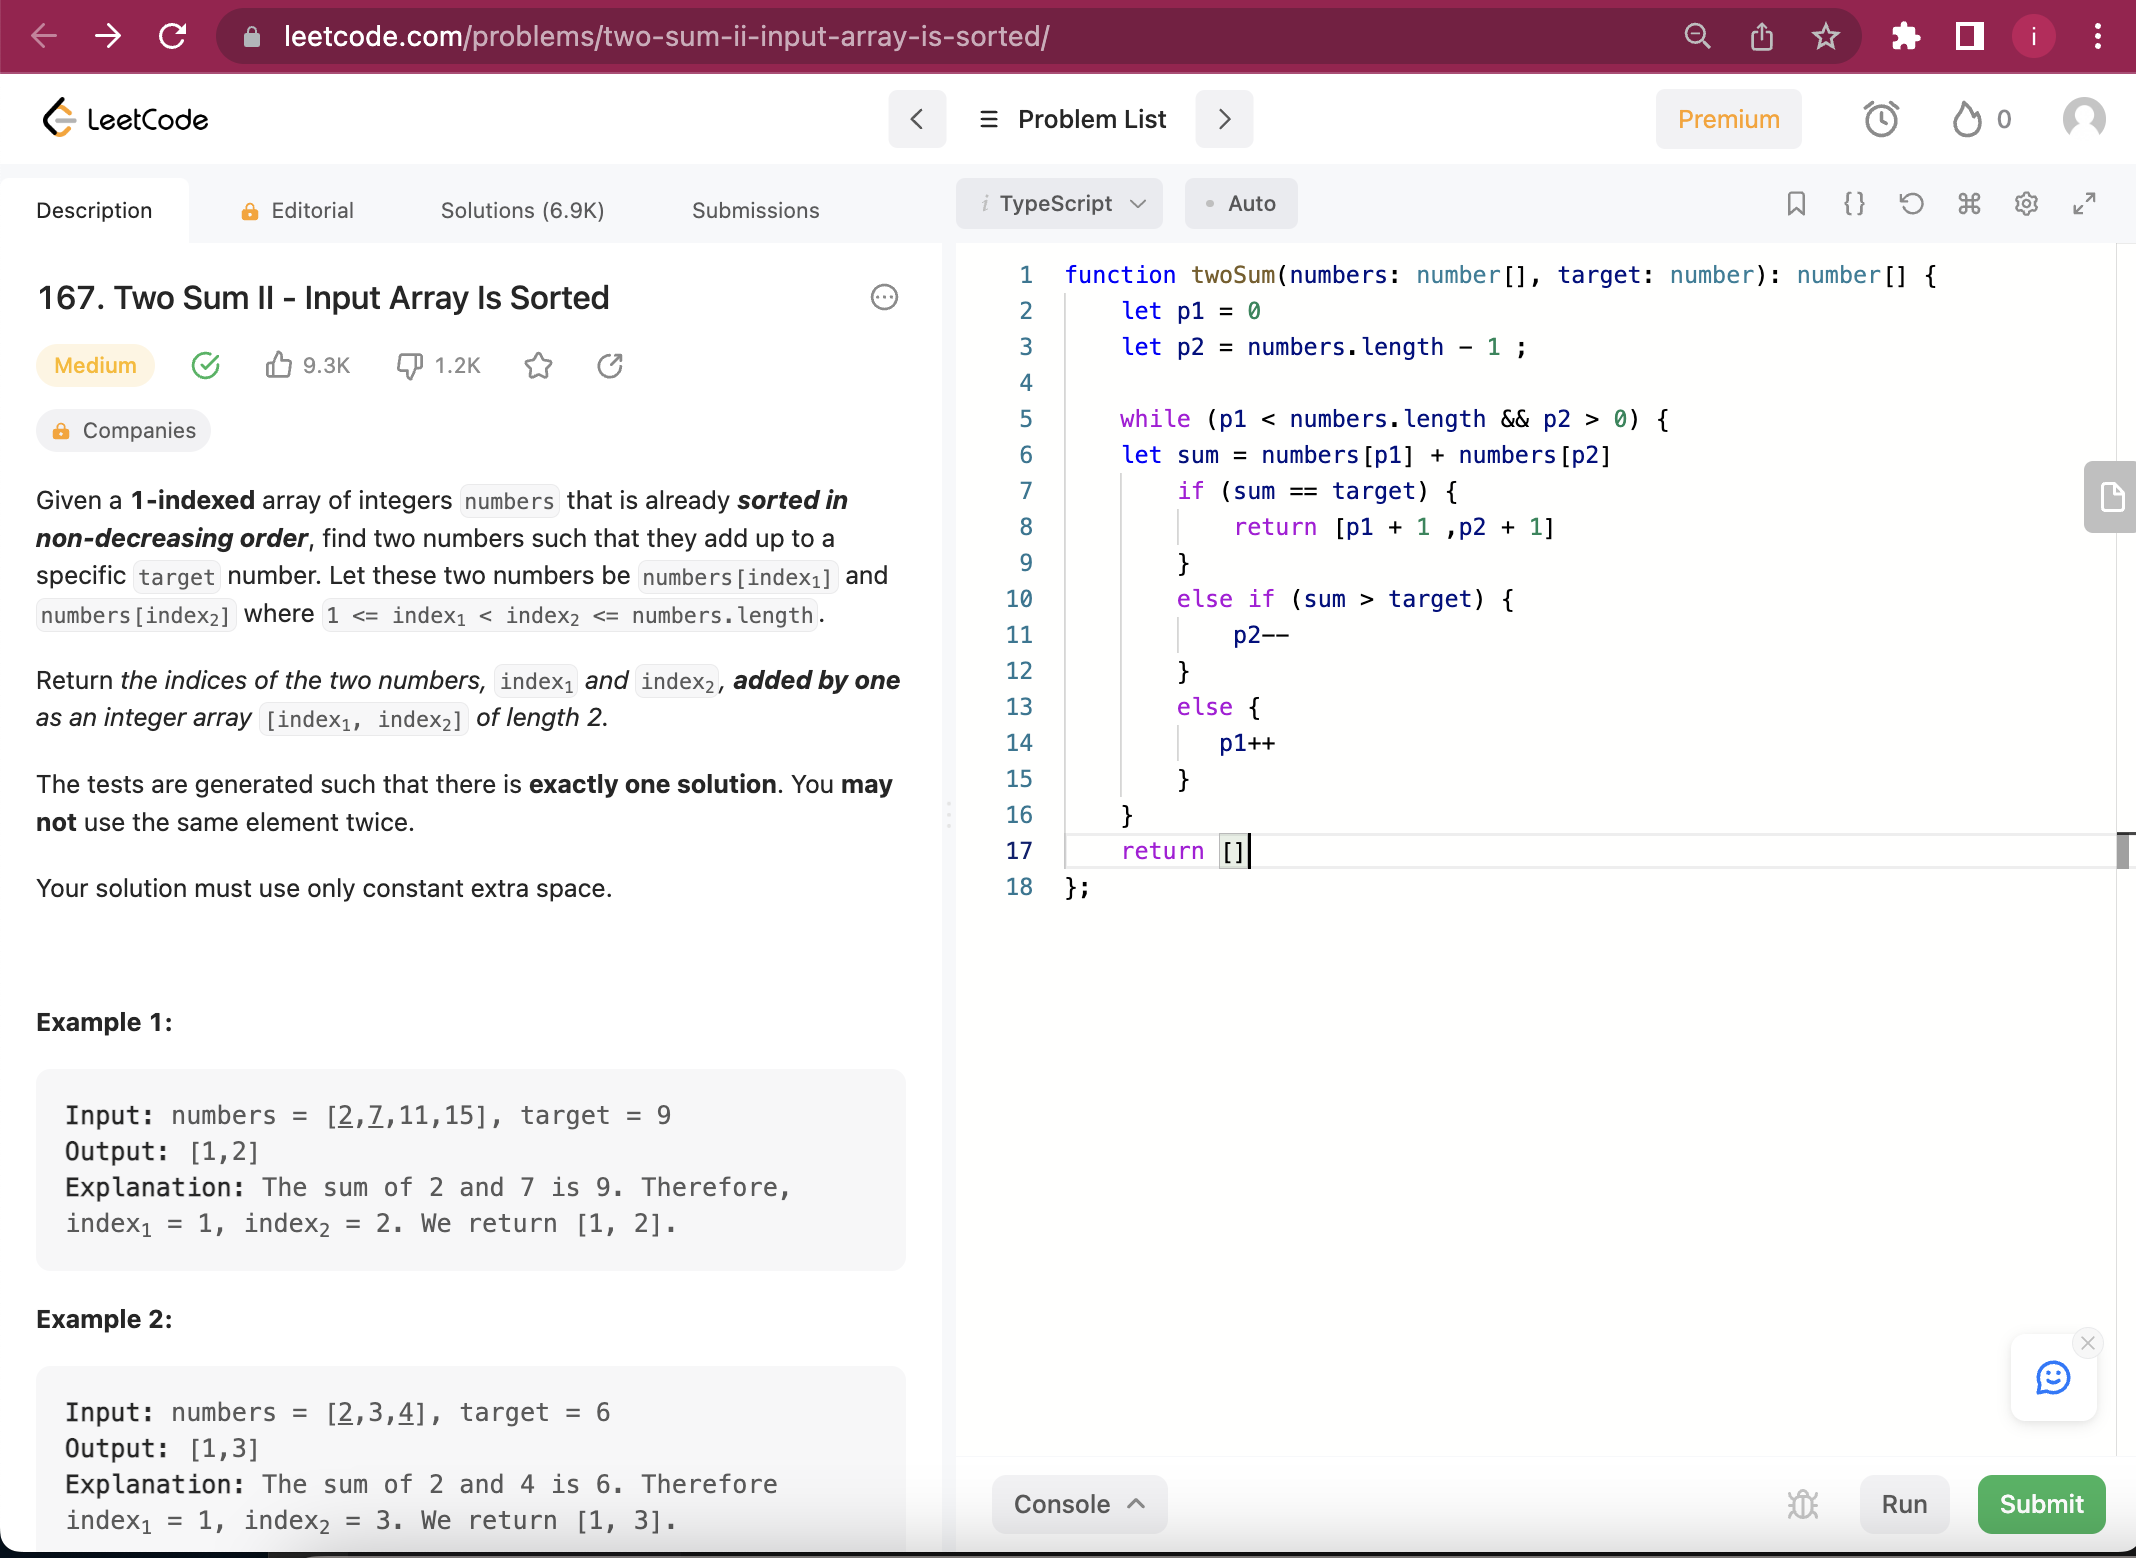 leetcode.com/problems/two-sum-ii-input-array-is-sorted/
i
LeetCode
Problem List
Premium
0
Description
Editorial
Solutions (6.9K)
Submissions
i TypeScript
Auto
167. Two Sum II - Input Array Is Sorted
Medium
9.3K
1.2K
Companies
Given a 1-indexed array of integers numbers that is already sorted in
non-decreasing order, find two numbers such that they add up to a
specific target number. Let these two numbers be numbers[index₁] and
numbers[index₂] where 1 <= index₁ < index₂ <= numbers.length.
Return the indices of the two numbers, index₁ and index₂, added by one
as an integer array [index₁, index₂] of length 2.
The tests are generated such that there is exactly one solution. You may
not use the same element twice.
Your solution must use only constant extra space.
Example 1:
Input: numbers = [2,7,11,15], target = 9
Output: [1,2]
Explanation: The sum of 2 and 7 is 9. Therefore,
index₁ = 1, index₂ = 2. We return [1, 2].
Example 2:
Input: numbers = [2,3,4], target = 6
Output: [1,3]
Explanation: The sum of 2 and 4 is 6. Therefore
index₁ = 1, index₂ = 3. We return [1, 3].
1 function twoSum(numbers: number[], target: number): number[] {
2     let p1 = 0
3     let p2 = numbers.length - 1 ;
4
5     while (p1 < numbers.length && p2 > 0) {
6     let sum = numbers[p1] + numbers[p2]
7         if (sum == target) {
8             return [p1 + 1 ,p2 + 1]
9         }
10         else if (sum > target) {
11             p2--
12         }
13         else {
14            p1++
15         }
16     }
17     return []
18 };
Console
Run
Submit